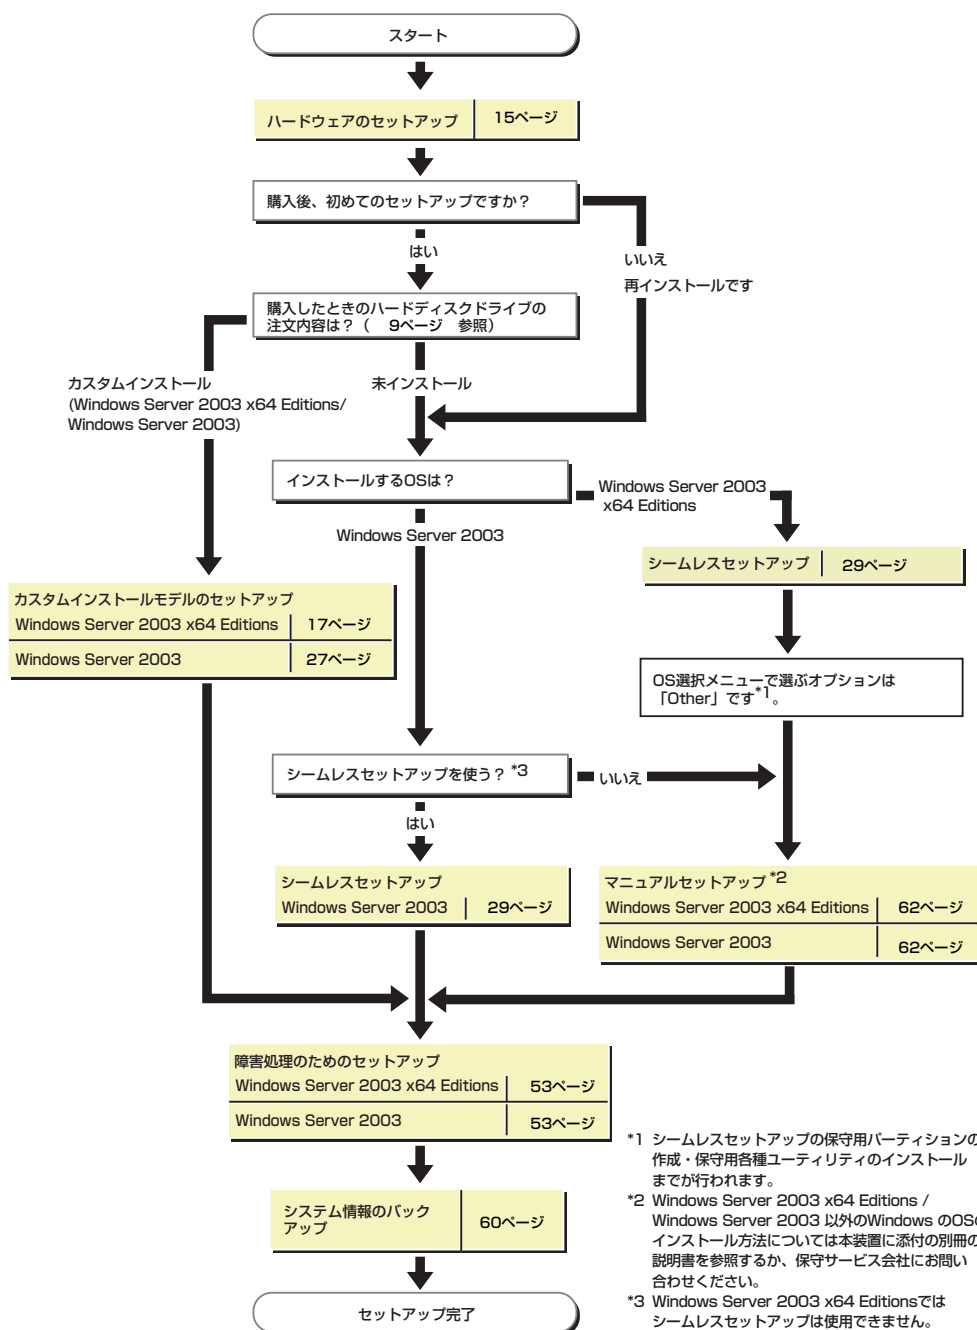 スタート
ハードウェアのセットアップ 15ページ
購入後、初めてのセットアップですか？
はい
いいえ
再インストールです
購入したときのハードディスクドライブの
注文内容は？（ 9ページ 参照）
カスタムインストール
(Windows Server 2003 x64 Editions/
Windows Server 2003)
未インストール
インストールするOSは？
Windows Server 2003
x64 Editions
Windows Server 2003
シームレスセットアップ 29ページ
カスタムインストールモデルのセットアップ
Windows Server 2003 x64 Editions 17ページ
Windows Server 2003 27ページ
OS選択メニューで選ぶオプションは
「Other」です*1。
シームレスセットアップを使う？ *3
いいえ
はい
シームレスセットアップ
Windows Server 2003 29ページ
マニュアルセットアップ *2
Windows Server 2003 x64 Editions 62ページ
Windows Server 2003 62ページ
障害処理のためのセットアップ
Windows Server 2003 x64 Editions 53ページ
Windows Server 2003 53ページ
システム情報のバック
アップ
60ページ
セットアップ完了
*1 シームレスセットアップの保守用パーティションの
作成・保守用各種ユーティリティのインストール
までが行われます。
*2 Windows Server 2003 x64 Editions /
Windows Server 2003 以外のWindows のOSの
インストール方法については本装置に添付の別冊の
説明書を参照するか、保守サービス会社にお問い
合わせください。
*3 Windows Server 2003 x64 Editionsでは
シームレスセットアップは使用できません。